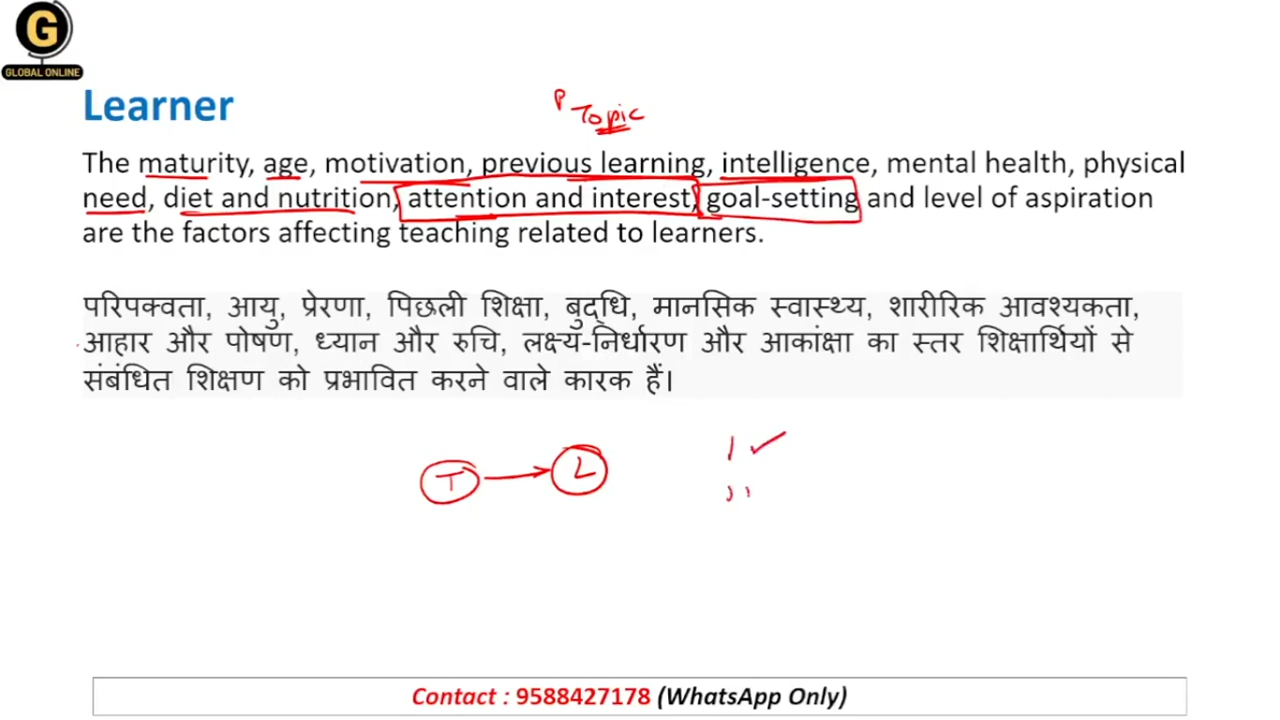 G
GLOBAL ONLINE
Learner
P Topic
The maturity, age, motivation, previous learning, intelligence, mental health, physical
need, diet and nutrition, attention and interest, goal-setting and level of aspiration
are the factors affecting teaching related to learners.
परिपक्वता, आयु, प्रेरणा, पिछली शिक्षा, बुद्धि, मानसिक स्वास्थ्य, शारीरिक आवश्यकता,
आहार और पोषण, ध्यान और रुचि, लक्ष्य-निर्धारण और आकांक्षा का स्तर शिक्षार्थियों से
संबंधित शिक्षण को प्रभावित करने वाले कारक हैं।
T L
Contact : 9588427178 (WhatsApp Only)